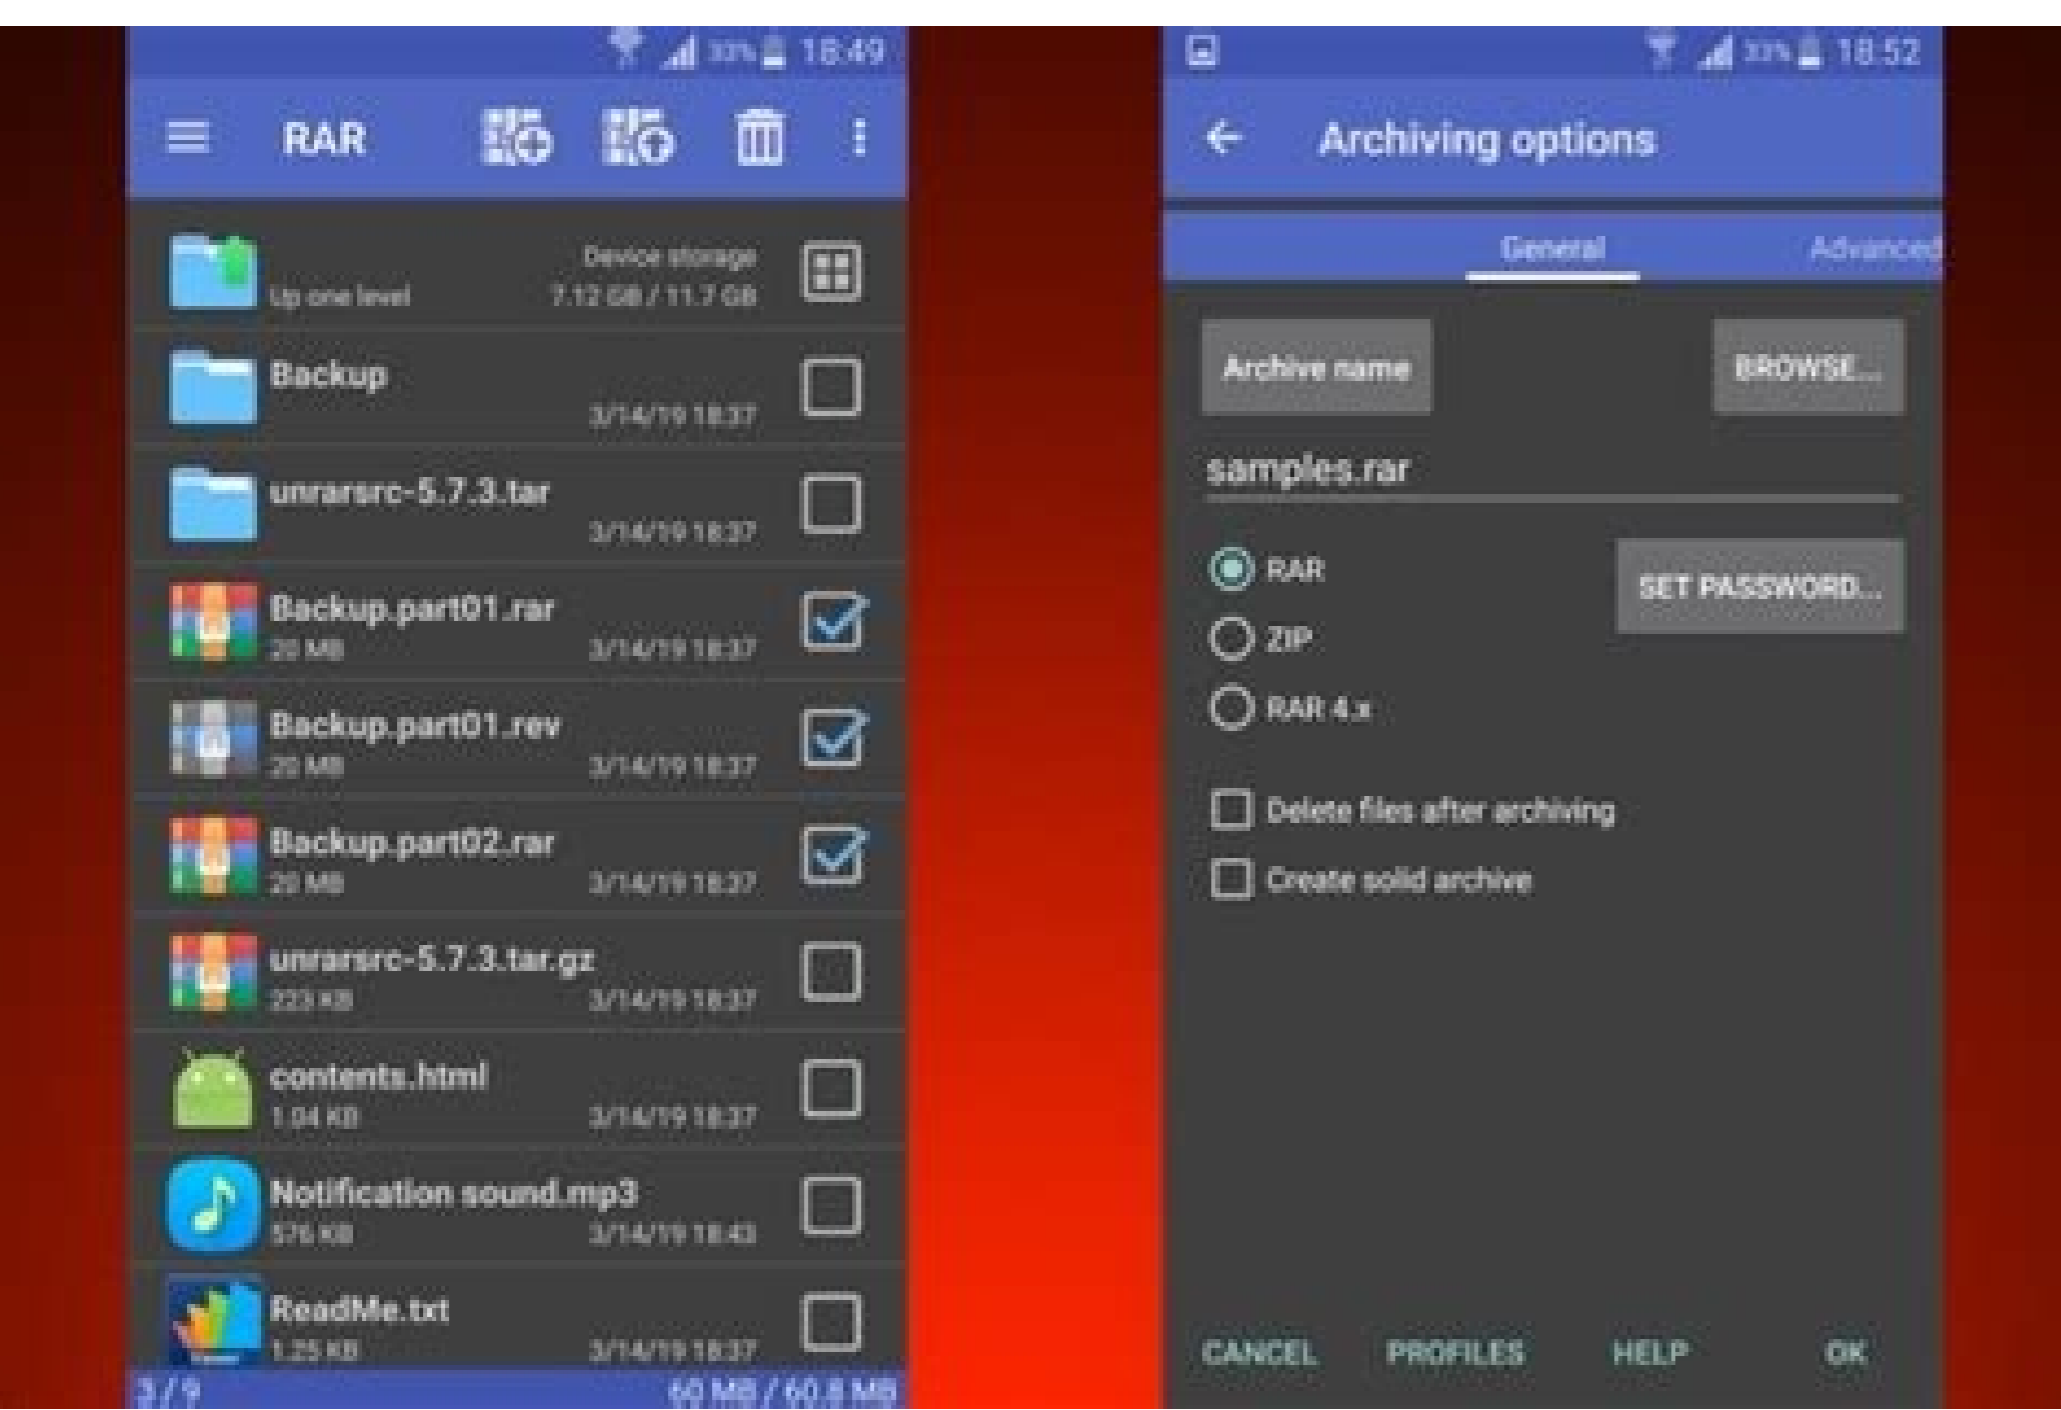 33% 18:49
RAR
Device storage
Up one level 7.12 GB / 11.7 GB
Backup
3/14/19 18:37
unrarsrc-5.7.3.tar
3/14/19 18:37
Backup.part01.rar
20 MB 3/14/19 18:37
Backup.part01.rev
20 MB 3/14/19 18:37
Backup.part02.rar
20 MB 3/14/19 18:37
unrarsrc-5.7.3.tar.gz
223 KB 3/14/19 18:37
contents.html
1.04 KB 3/14/19 18:37
Notification sound.mp3
576 KB 3/14/19 18:43
ReadMe.txt
1.25 KB 3/14/19 18:37
3 / 9 60 MB / 60.8 MB
33% 18:52
Archiving options
General Advanced
Archive name BROWSE...
samples.rar
RAR SET PASSWORD...
ZIP
RAR 4.x
Delete files after archiving
Create solid archive
CANCEL PROFILES HELP OK